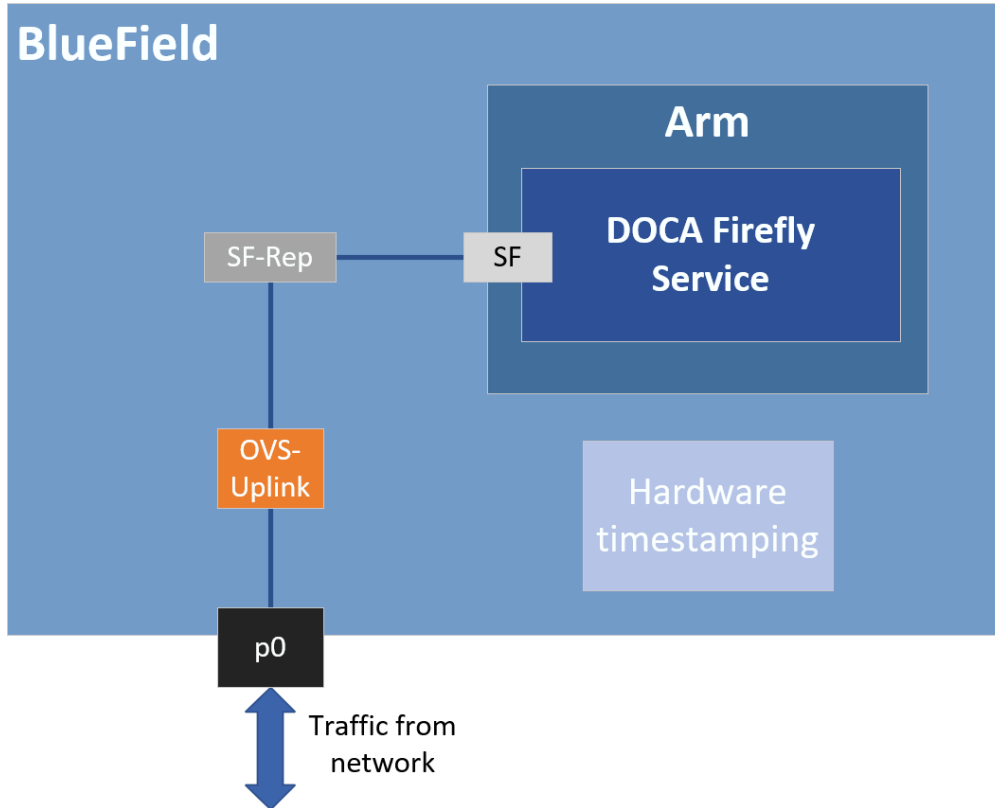 BlueField
Arm
DOCA Firefly
Service
SF-Rep
SF
OVS-
Uplink
Hardware
timestamping
p0
Traffic from
network